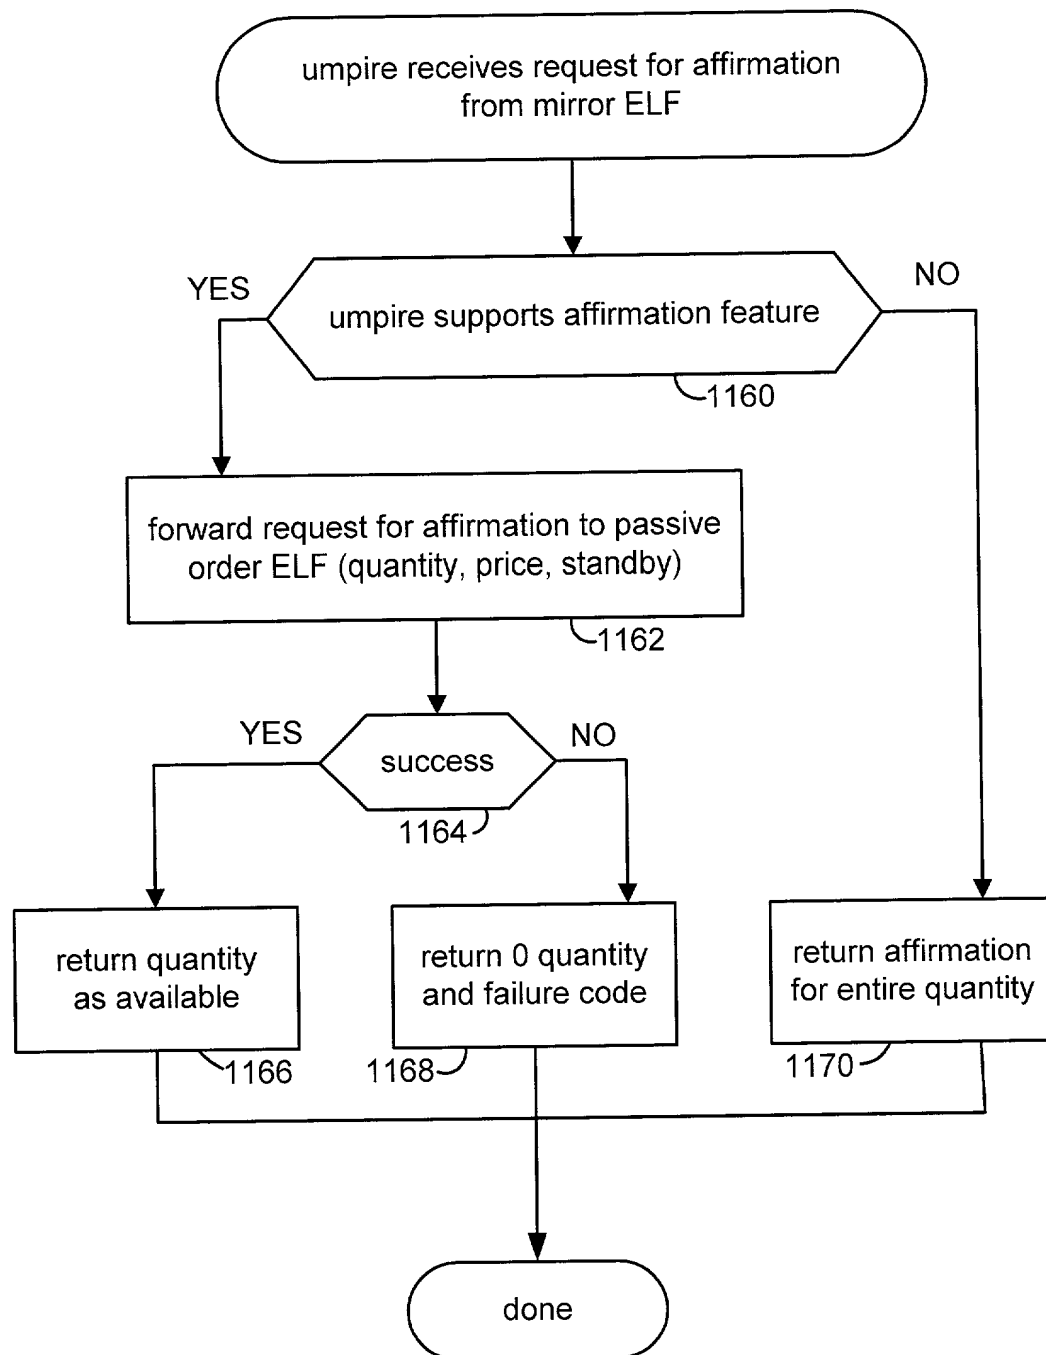 umpire receives request for affirmation
from mirror ELF
YES
NO
umpire supports affirmation feature
1160
forward request for affirmation to passive
order ELF (quantity, price, standby)
1162
YES
NO
success
1164
return quantity
as available
1166
return 0 quantity
and failure code
1168
return affirmation
for entire quantity
1170
done